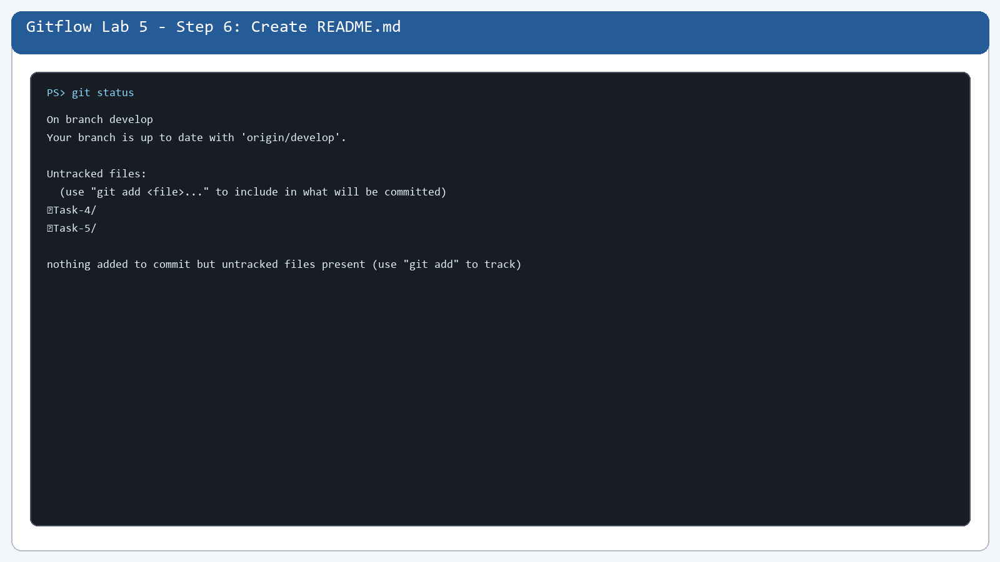 Gitflow Lab 5 - Step 6: Create README.md
PS> git status
On branch develop
Your branch is up to date with 'origin/develop'.
Untracked files:
(use "git add <file>..." to include in what will be committed)
Task-4/
Task-5/
nothing added to commit but untracked files present (use "git add" to track)